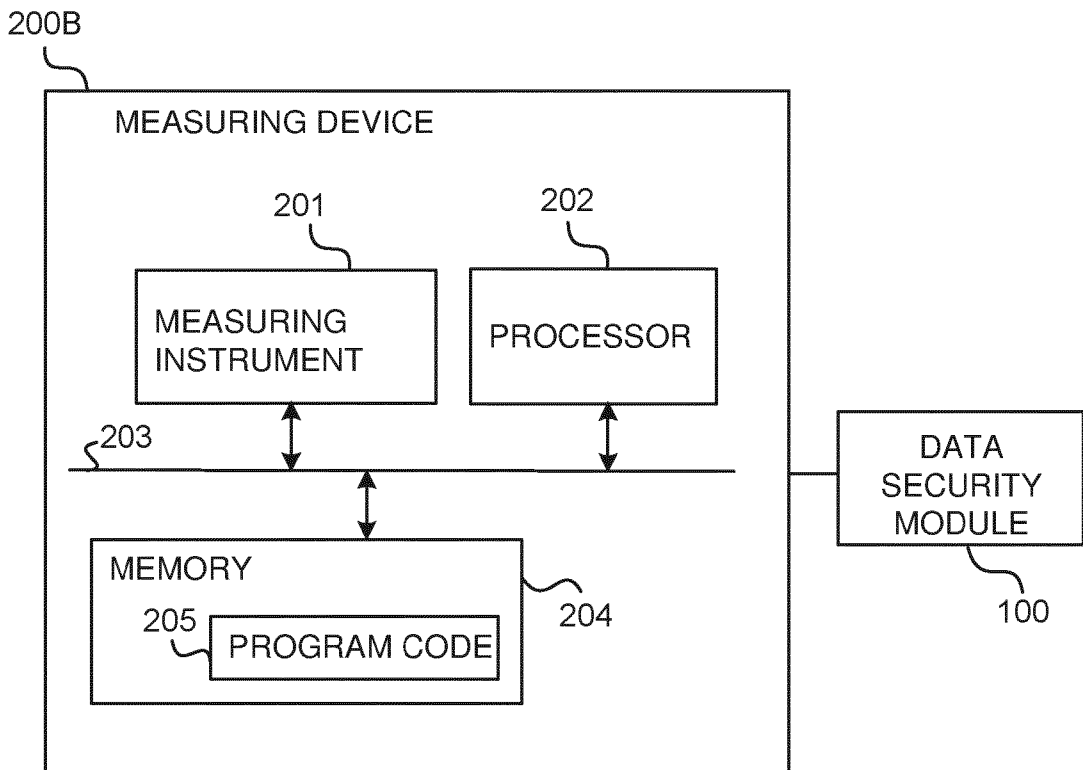 200B
MEASURING DEVICE
201
202
MEASURING
INSTRUMENT
PROCESSOR
203
DATA
SECURITY
MODULE
100
MEMORY
204
205
PROGRAM CODE